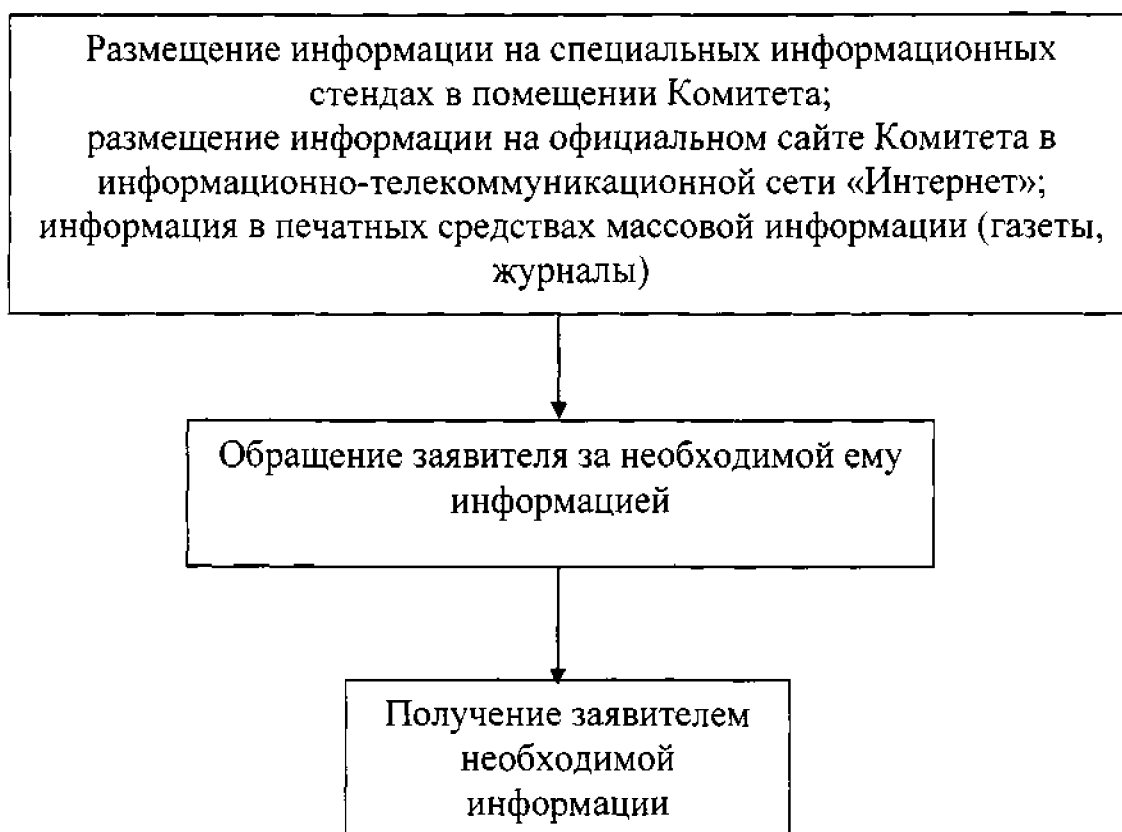 Размещение информации на специальных информационных
стендах в помещении Комитета;
размещение информации на официальном сайте Комитета в
информационно-телекоммуникационной сети «Интернет»;
информация в печатных средствах массовой информации (газеты,
журналы)
Обращение заявителя за необходимой ему
информацией
Получение заявителем
необходимой
информации